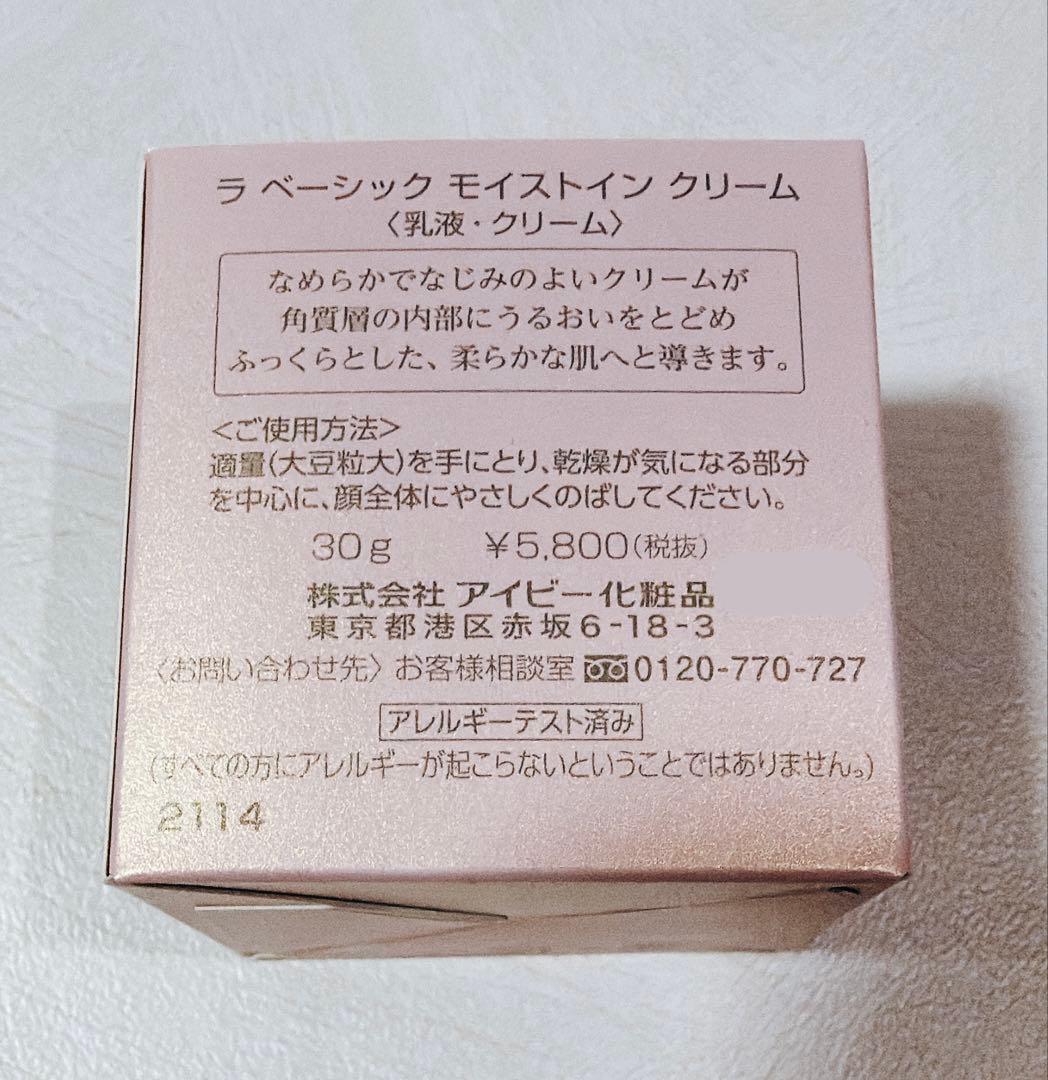 ラ ベーシック モイストイン クリーム
〈乳液・クリーム〉
なめらかでなじみのよいクリームが
角質層の内部にうるおいをとどめ
ふっくらとした、柔らかな肌へと導きます。
＜ご使用方法＞
適量(大豆粒大)を手にとり、乾燥が気になる部分
を中心に、顔全体にやさしくのばしてください。
30g ¥5,800(税抜)
株式会社 アイビー化粧品
東京都港区赤坂6-18-3
〈お問い合わせ先〉お客様相談室 0120-770-727
アレルギーテスト済み
(すべての方にアレルギーが起こらないということではありません。)
2114